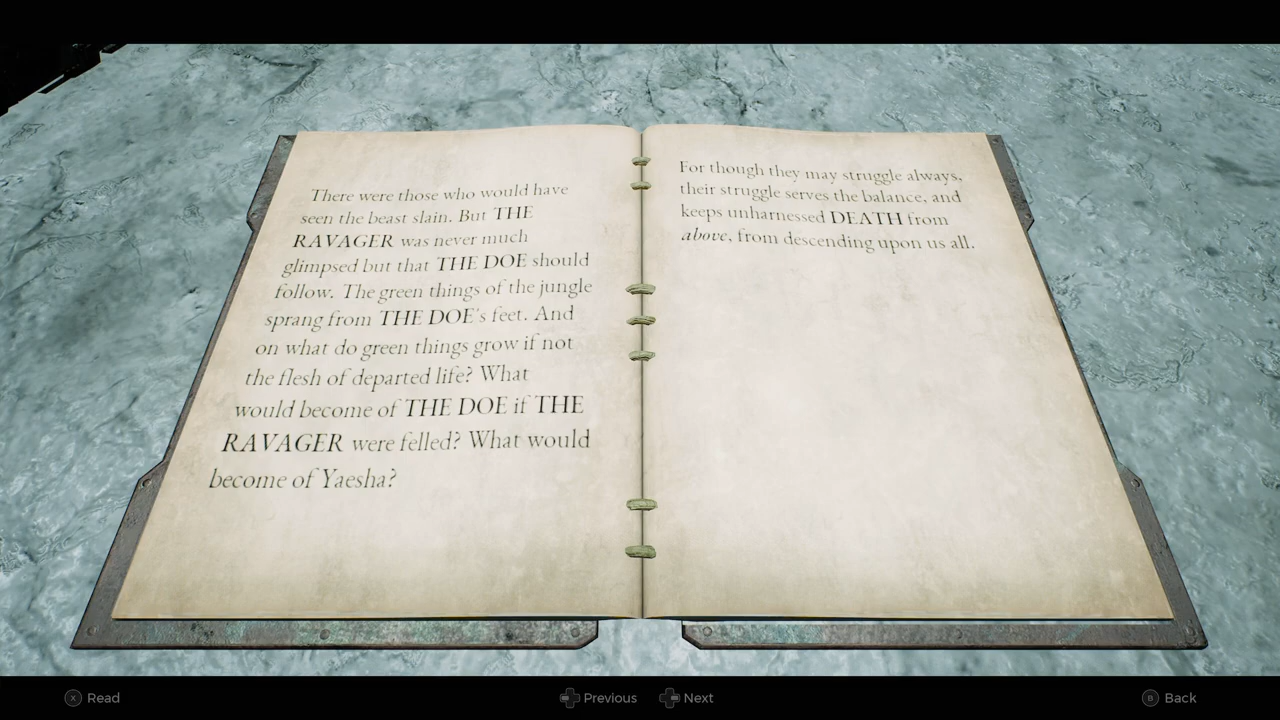 There were those who would have
seen the beast slain. But THE
RAVAGER was never much
glimpsed but that THE DOE should
follow. The green things of the jungle
sprang from THE DOE's feet. And
on what do green things grow if not
the flesh of departed life? What
would become of THE DOE if THE
RAVAGER were felled? What would
become of Yaesha?
For though they may struggle always,
their struggle serves the balance, and
keeps unharnessed DEATH from
above, from descending upon us all.
X Read
Previous
Next
B Back